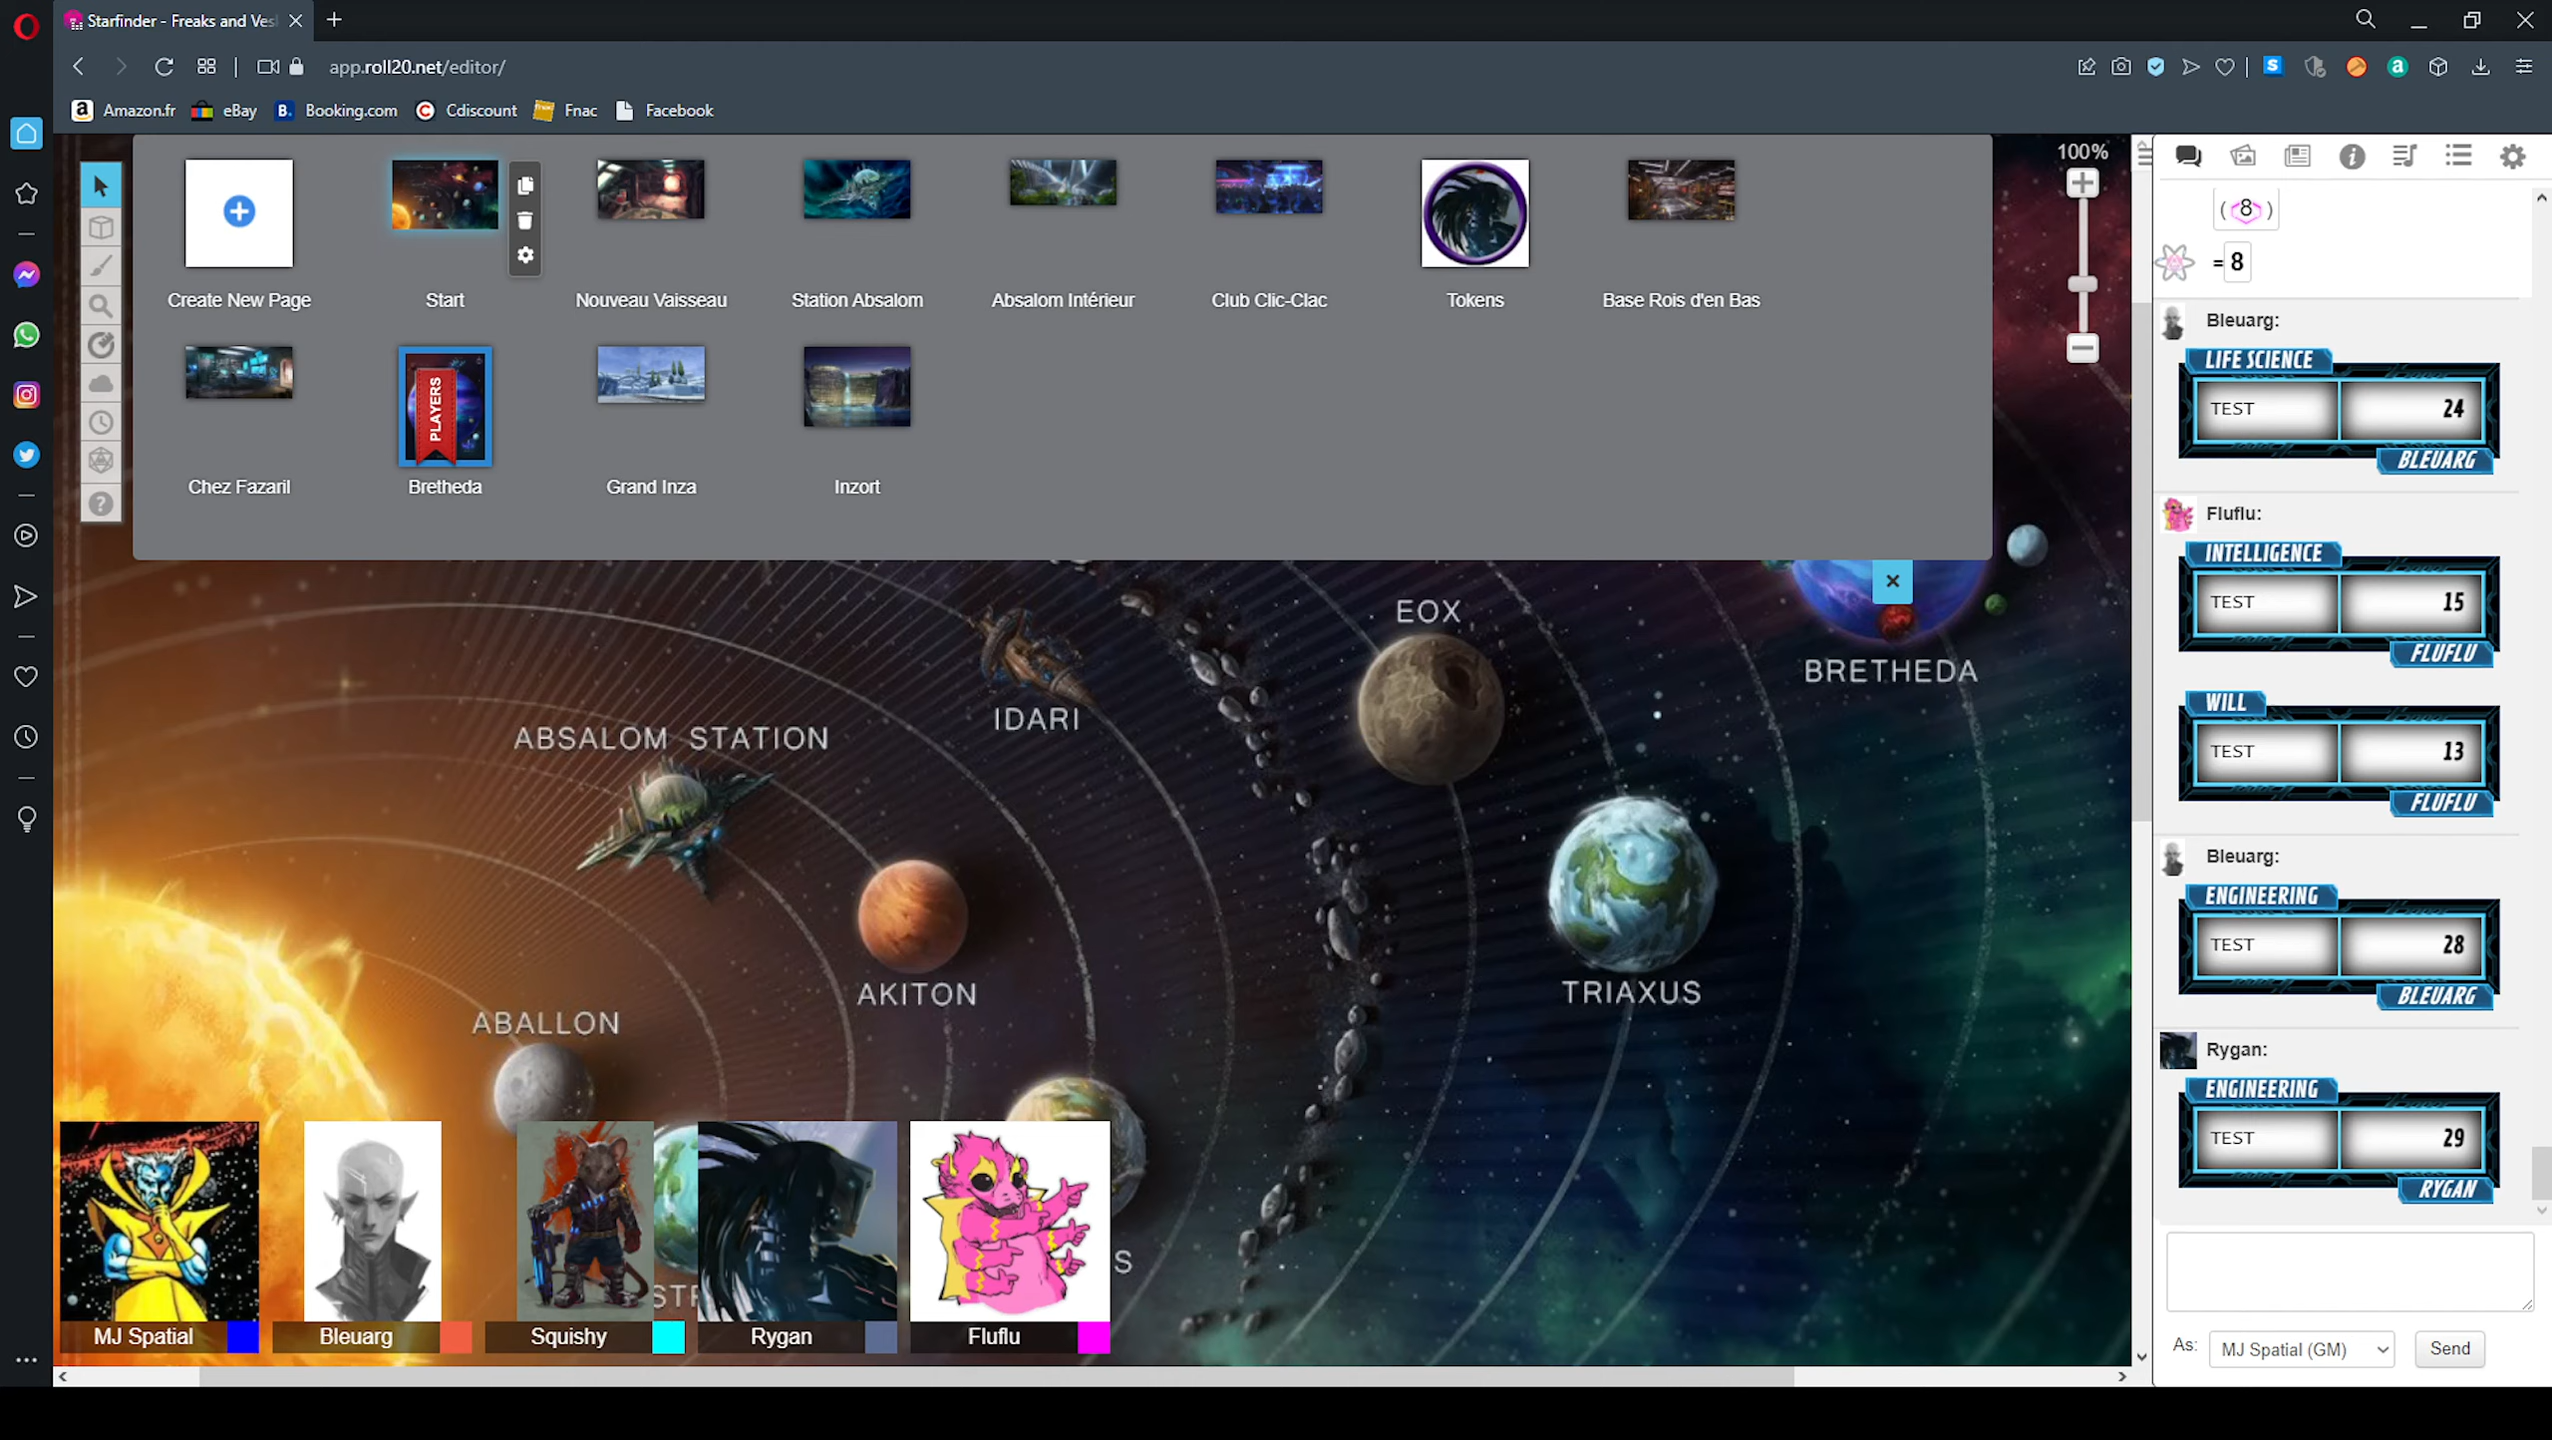 Starfinder - Freaks and Ves
app.roll20.net/editor/
Amazon.fr
eBay
Booking.com
Cdiscount
Fnac
Facebook
Create New Page
Start
Nouveau Vaisseau
Station Absalom
Absalom Intérieur
Club Clic-Clac
Tokens
Base Rois d'en Bas
PLAYERS
Chez Fazaril
Bretheda
Grand Inza
Inzort
100%
EOX
BRETHEDA
IDARI
ABSALOM STATION
AKITON
TRIAXUS
ABALLON
STR
S
MJ Spatial
Bleuarg
Squishy
Rygan
Fluflu
(8)
=8
Bleuarg:
LIFE SCIENCE
TEST 24
BLEUARG
Fluflu:
INTELLIGENCE
TEST 15
FLUFLU
WILL
TEST 13
FLUFLU
Bleuarg:
ENGINEERING
TEST 28
BLEUARG
Rygan:
ENGINEERING
TEST 29
RYGAN
As: MJ Spatial (GM) Send